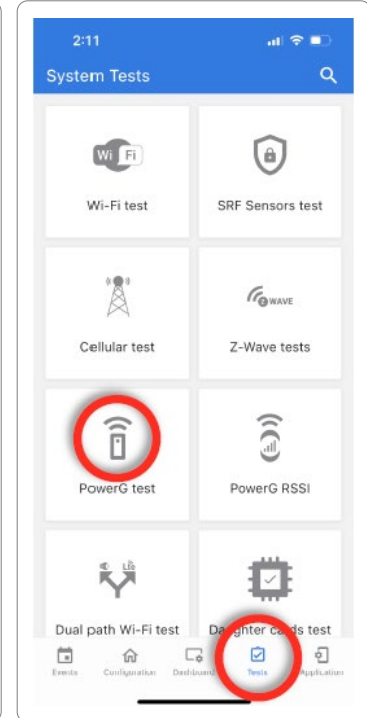 2:11
System Tests
Wi Fi
Wi-Fi test
SRF Sensors test
Z WAVE
Cellular test
Z-Wave tests
PowerG test
PowerG RSSI
LTE
Dual path Wi-Fi test
Daughter cards test
Events
Configuration
Dashboard
Tests
Application